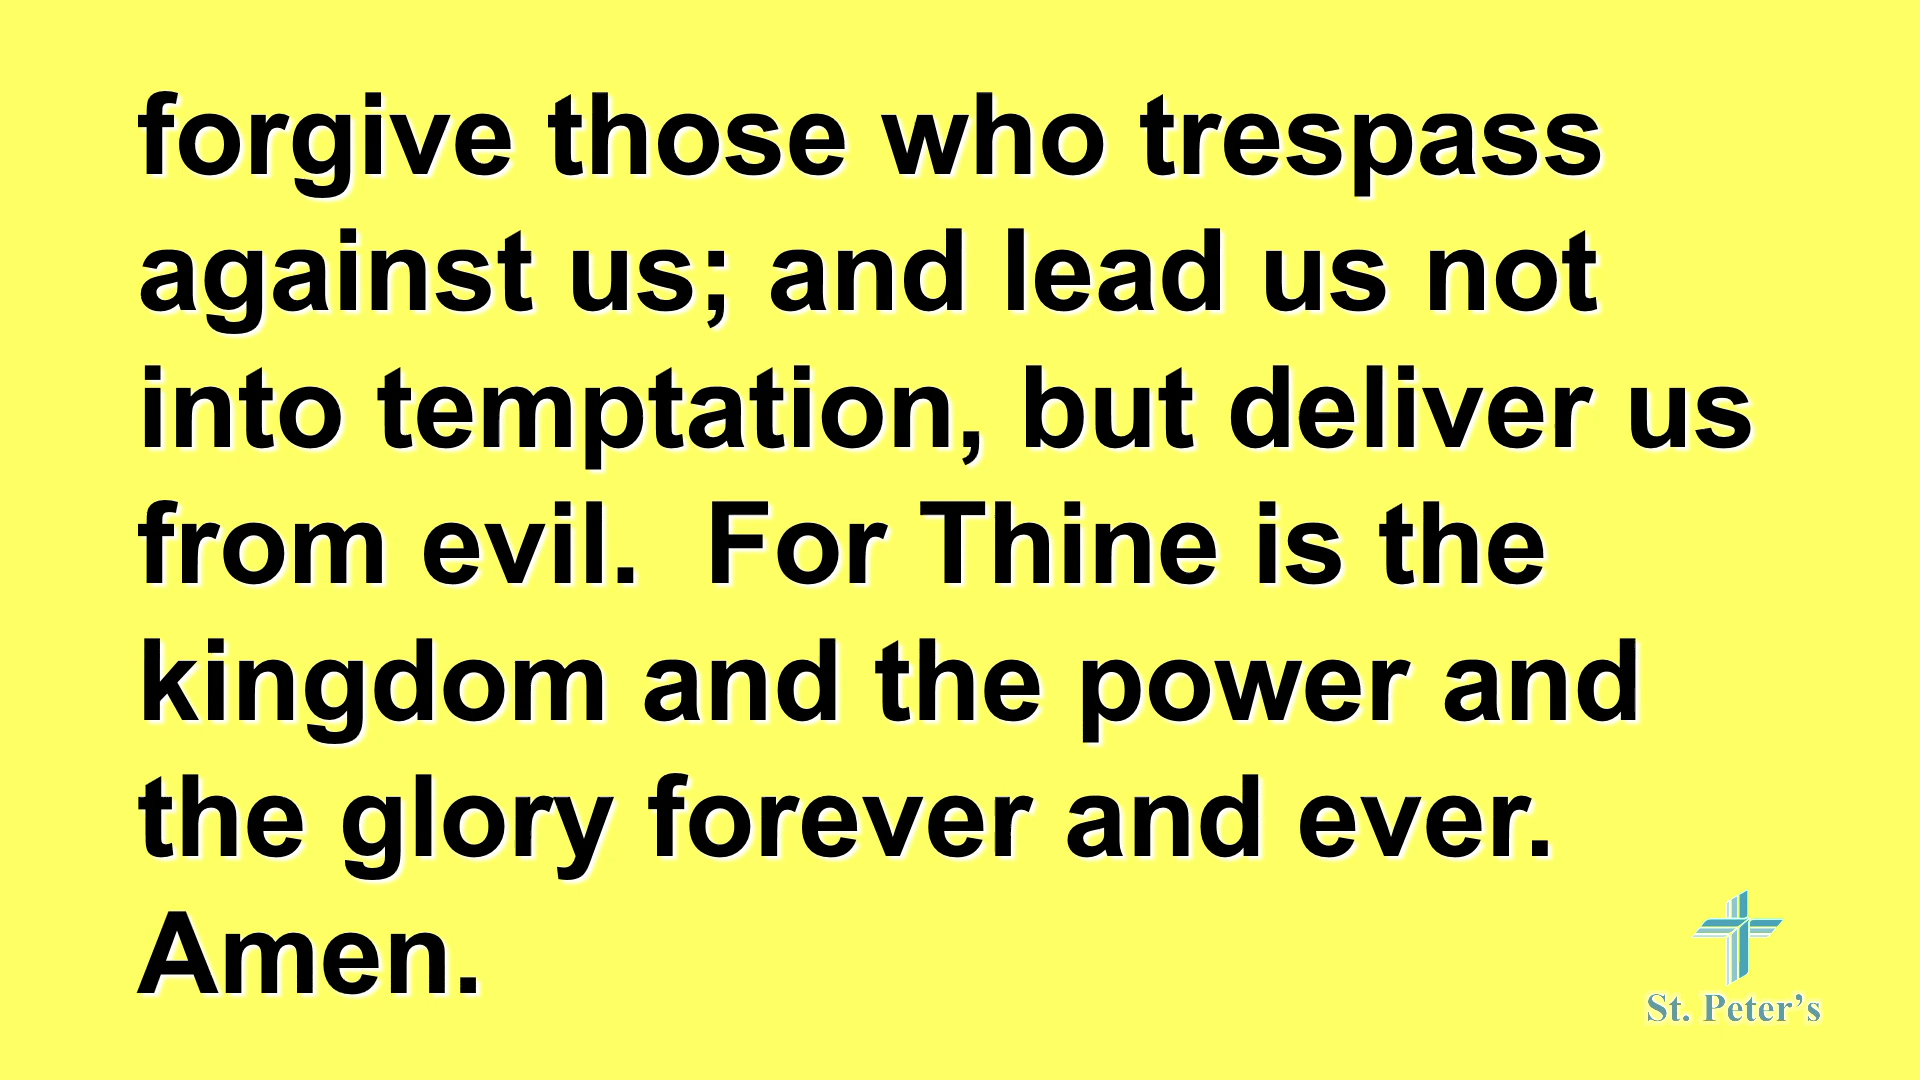 forgive those who trespass
against us; and lead us not
into temptation, but deliver us
from evil.  For Thine is the
kingdom and the power and
the glory forever and ever.
Amen.
St. Peter’s